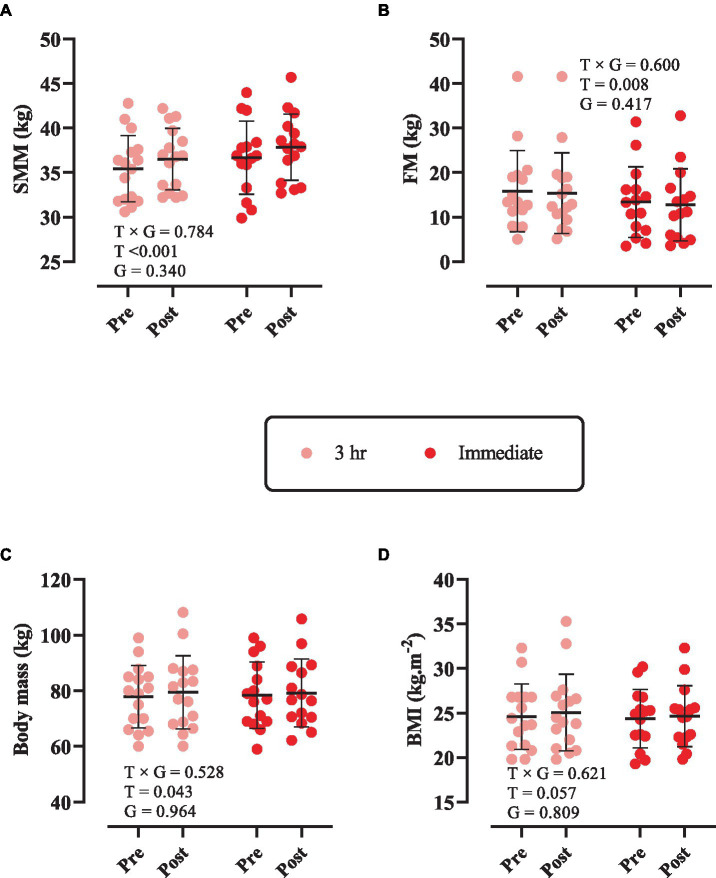 A
SMM (kg)
50
45
40
35
30
25
T × G = 0.784
T <0.001
G = 0.340
Pre
Post
Pre
Post
B
FM (kg)
50
40
30
20
10
0
T × G = 0.600
T = 0.008
G = 0.417
Pre
Post
Pre
Post
3 hr
Immediate
C
Body mass (kg)
120
100
80
60
40
T × G = 0.528
T = 0.043
G = 0.964
Pre
Post
Pre
Post
D
BMI (kg.m-2)
40
35
30
25
20
15
T × G = 0.621
T = 0.057
G = 0.809
Pre
Post
Pre
Post